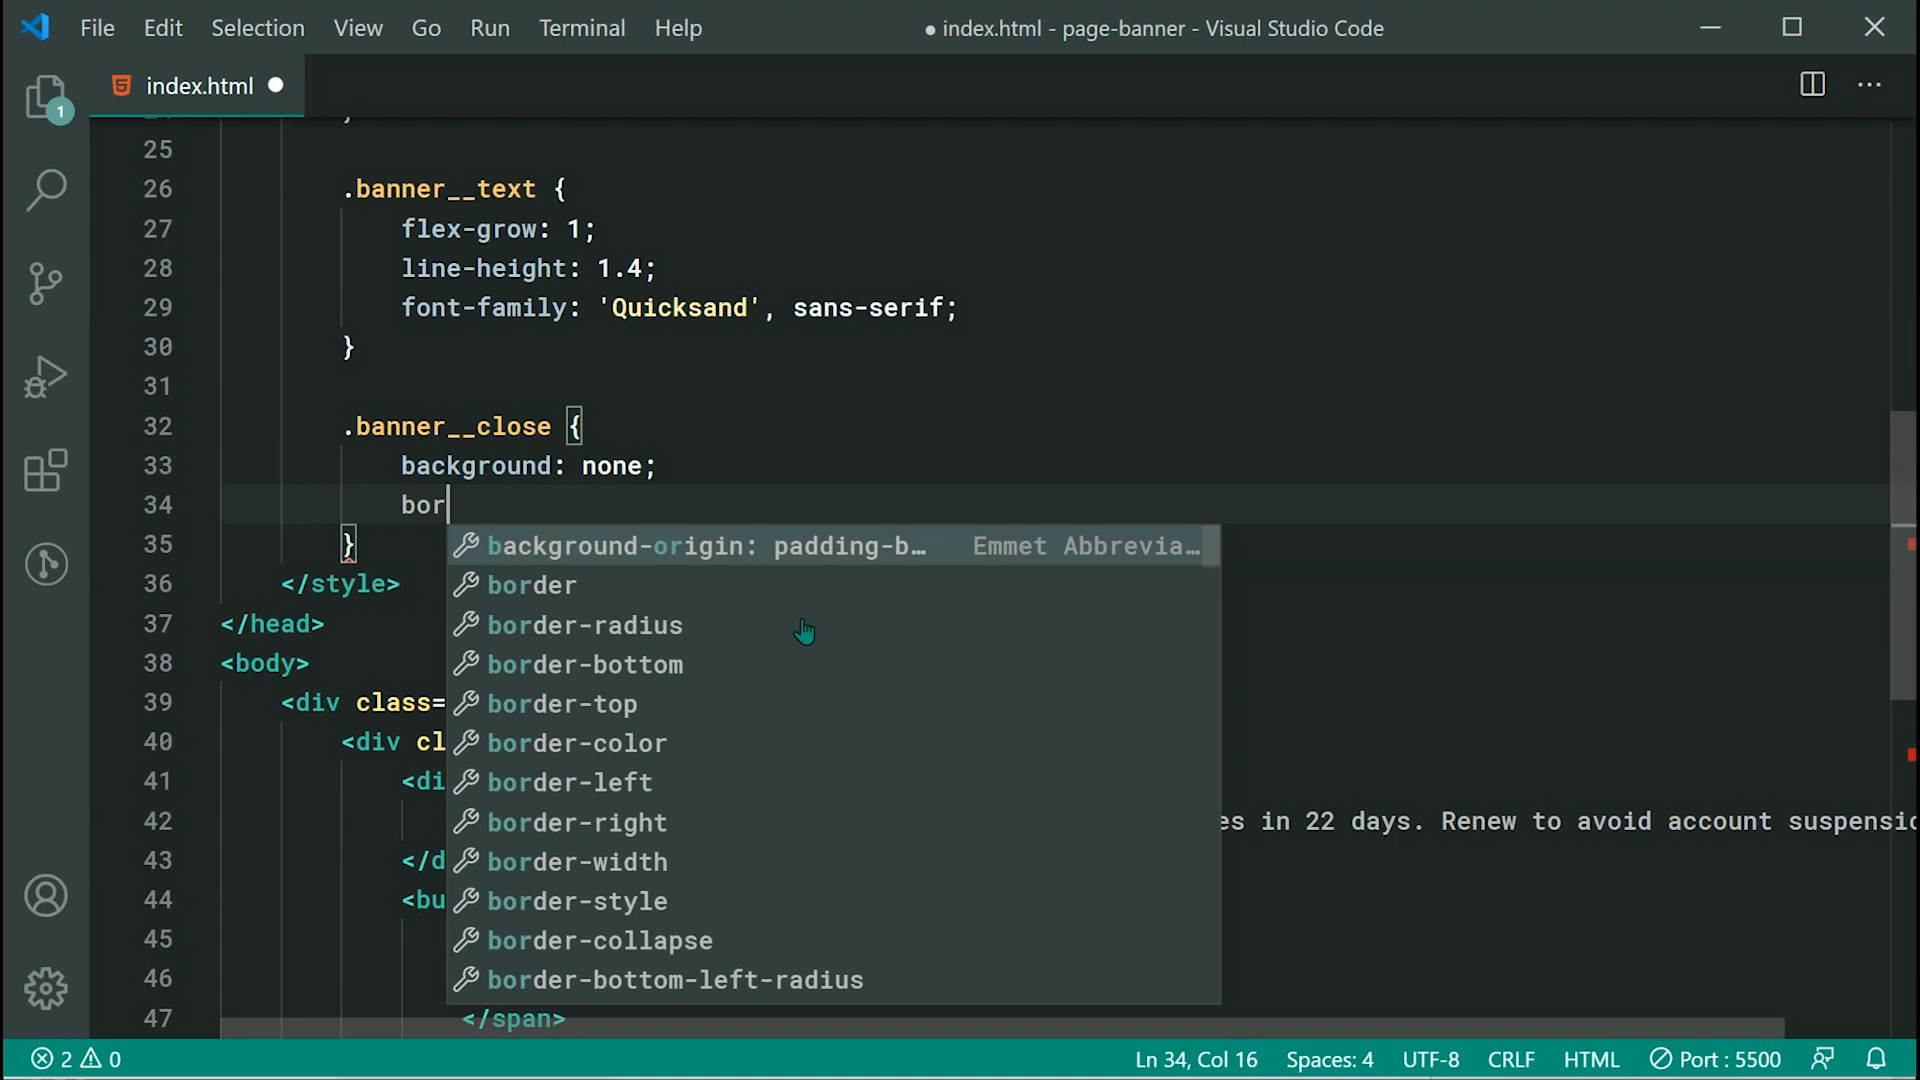 File Edit Selection View Go Run Terminal Help
● index.html - page-banner - Visual Studio Code
1
index.html
25
26 .banner__text {
27 flex-grow: 1;
28 line-height: 1.4;
29 font-family: 'Quicksand', sans-serif;
30 }
31
32 .banner__close {
33 background: none;
34 bor
35 }
36 </style>
37 </head>
38 <body>
39 <div class=
40 <div cl
41 <di
42 es in 22 days. Renew to avoid account suspensio
43 </d
44 <bu
45
46
47 </span>
background-origin: padding-b… Emmet Abbrevia…
border
border-radius
border-bottom
border-top
border-color
border-left
border-right
border-width
border-style
border-collapse
border-bottom-left-radius
2 0 Ln 34, Col 16 Spaces: 4 UTF-8 CRLF HTML Port : 5500